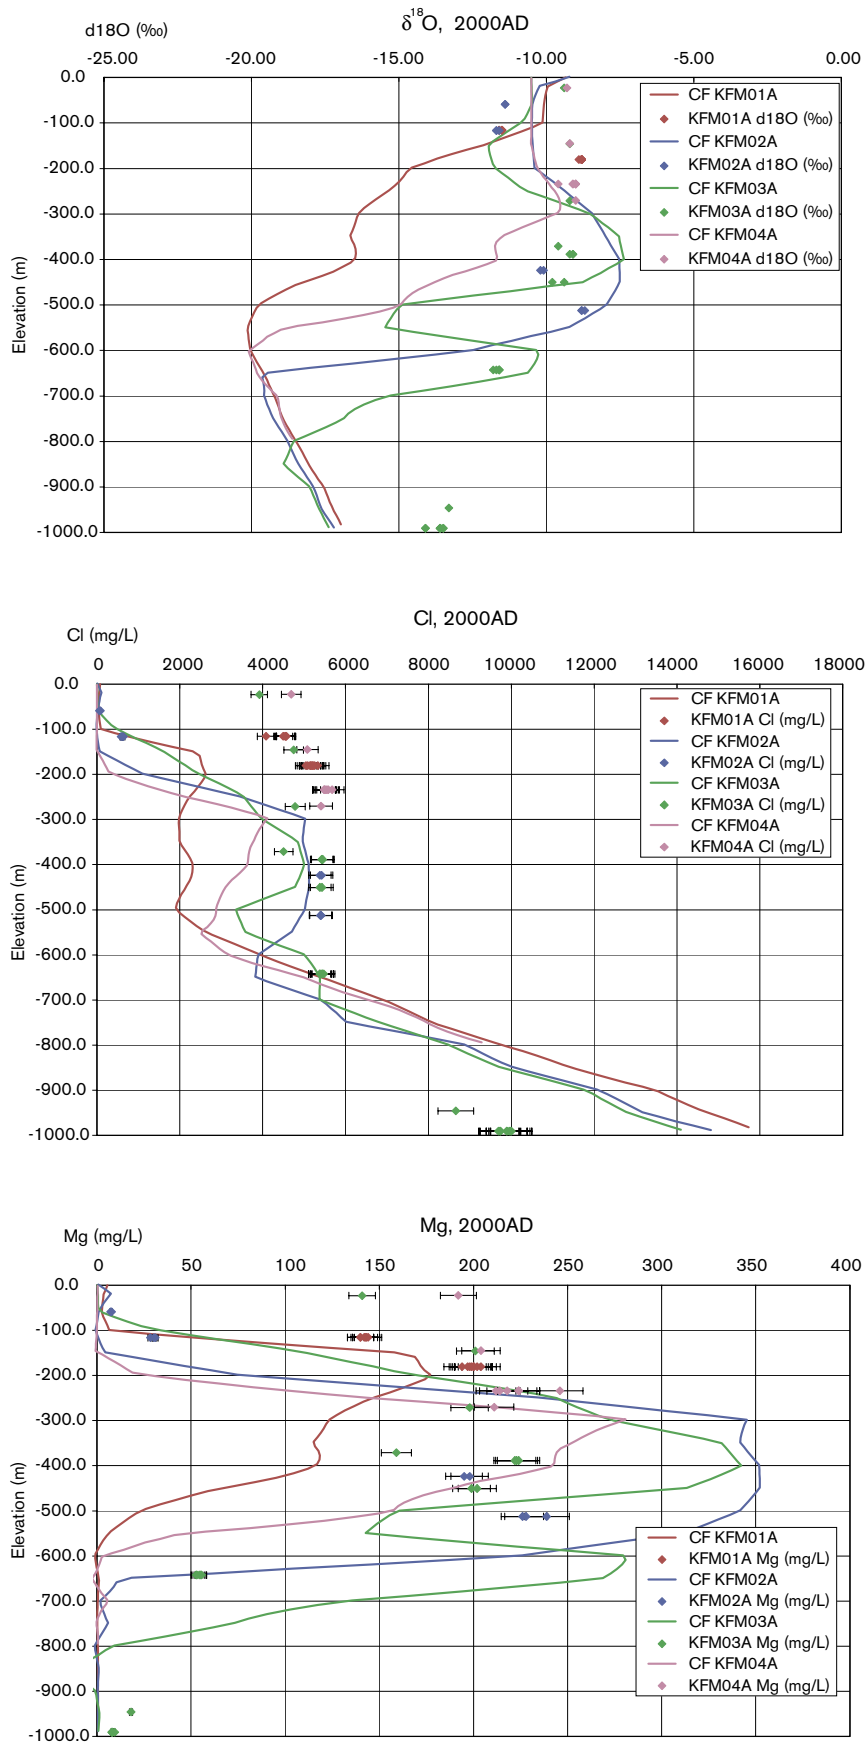 δ18O, 2000AD
d18O (‰)
-25.00 -20.00 -15.00 -10.00 -5.00 0.00
0.0
-100.0
-200.0
-300.0
-400.0
-500.0
-600.0
-700.0
-800.0
-900.0
-1000.0
Elevation (m)
CF KFM01A
KFM01A d18O (‰)
CF KFM02A
KFM02A d18O (‰)
CF KFM03A
KFM03A d18O (‰)
CF KFM04A
KFM04A d18O (‰)
Cl, 2000AD
Cl (mg/L)
0 2000 4000 6000 8000 10000 12000 14000 16000 18000
0.0
-100.0
-200.0
-300.0
-400.0
-500.0
-600.0
-700.0
-800.0
-900.0
-1000.0
Elevation (m)
CF KFM01A
KFM01A Cl (mg/L)
CF KFM02A
KFM02A Cl (mg/L)
CF KFM03A
KFM03A Cl (mg/L)
CF KFM04A
KFM04A Cl (mg/L)
Mg, 2000AD
Mg (mg/L)
0 50 100 150 200 250 300 350 400
0.0
-100.0
-200.0
-300.0
-400.0
-500.0
-600.0
-700.0
-800.0
-900.0
-1000.0
Elevation (m)
CF KFM01A
KFM01A Mg (mg/L)
CF KFM02A
KFM02A Mg (mg/L)
CF KFM03A
KFM03A Mg (mg/L)
CF KFM04A
KFM04A Mg (mg/L)